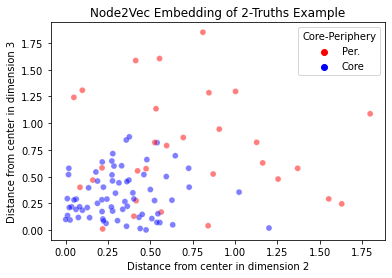 Node2Vec Embedding of 2-Truths Example
Core-Periphery
Per.
Core
Distance from center in dimension 3
1.75
1.50
1.25
1.00
0.75
0.50
0.25
0.00
0.00 0.25 0.50 0.75 1.00 1.25 1.50 1.75
Distance from center in dimension 2